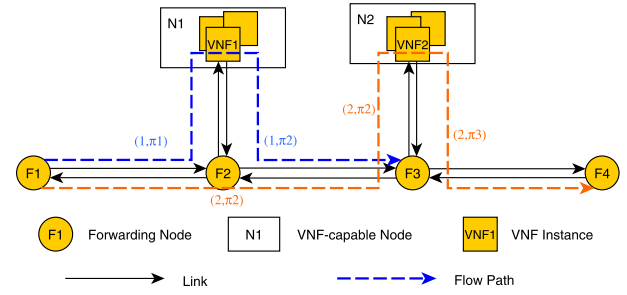 N1
VNF1
N2
VNF2
(1,π1)
(1,π2)
(2,π2)
(2,π3)
F1
F2
F3
F4
(2,π2)
F1
Forwarding Node
N1
VNF-capable Node
VNF1
VNF Instance
Link
Flow Path